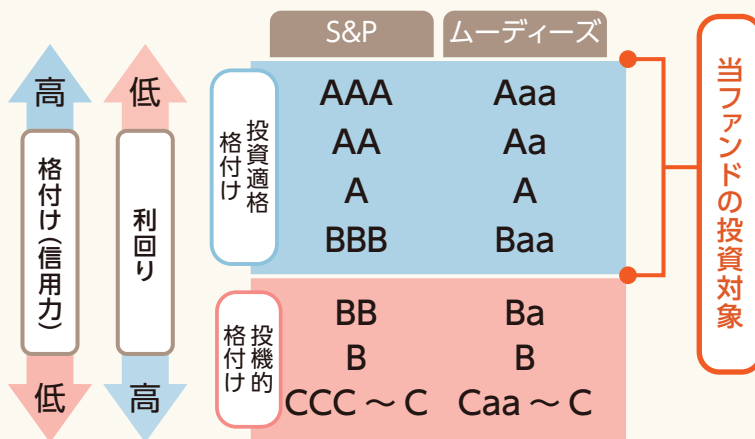 S&P ムーディーズ
高 低
格付け(信用力)
利回り
低 高
投資適格
格付け
AAA Aaa
AA Aa
A A
BBB Baa
投機的
格付け
BB Ba
B B
CCC ～ C Caa ～ C
当ファンドの投資対象